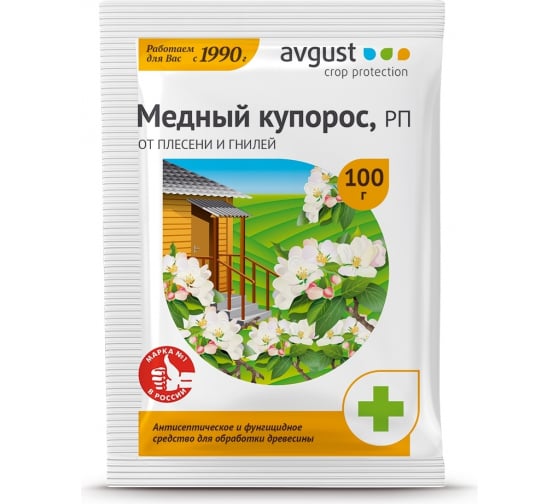 Работаем
для Вас с 1990 г
avgust
crop protection
Медный купорос, РП
ОТ ПЛЕСЕНИ И ГНИЛЕЙ
100
г
МАРКА №1
В РОССИИ
Антисептическое и фунгицидное
средство для обработки древесины